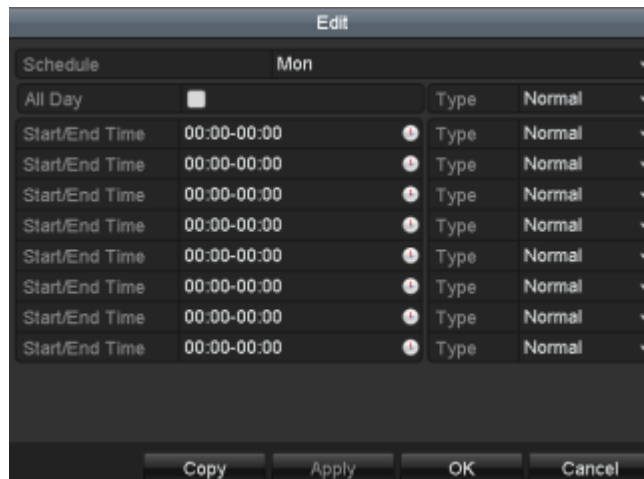 Edit
Schedule Mon
All Day Type Normal
Start/End Time 00:00-00:00 Type Normal
Start/End Time 00:00-00:00 Type Normal
Start/End Time 00:00-00:00 Type Normal
Start/End Time 00:00-00:00 Type Normal
Start/End Time 00:00-00:00 Type Normal
Start/End Time 00:00-00:00 Type Normal
Start/End Time 00:00-00:00 Type Normal
Start/End Time 00:00-00:00 Type Normal
Copy Apply OK Cancel